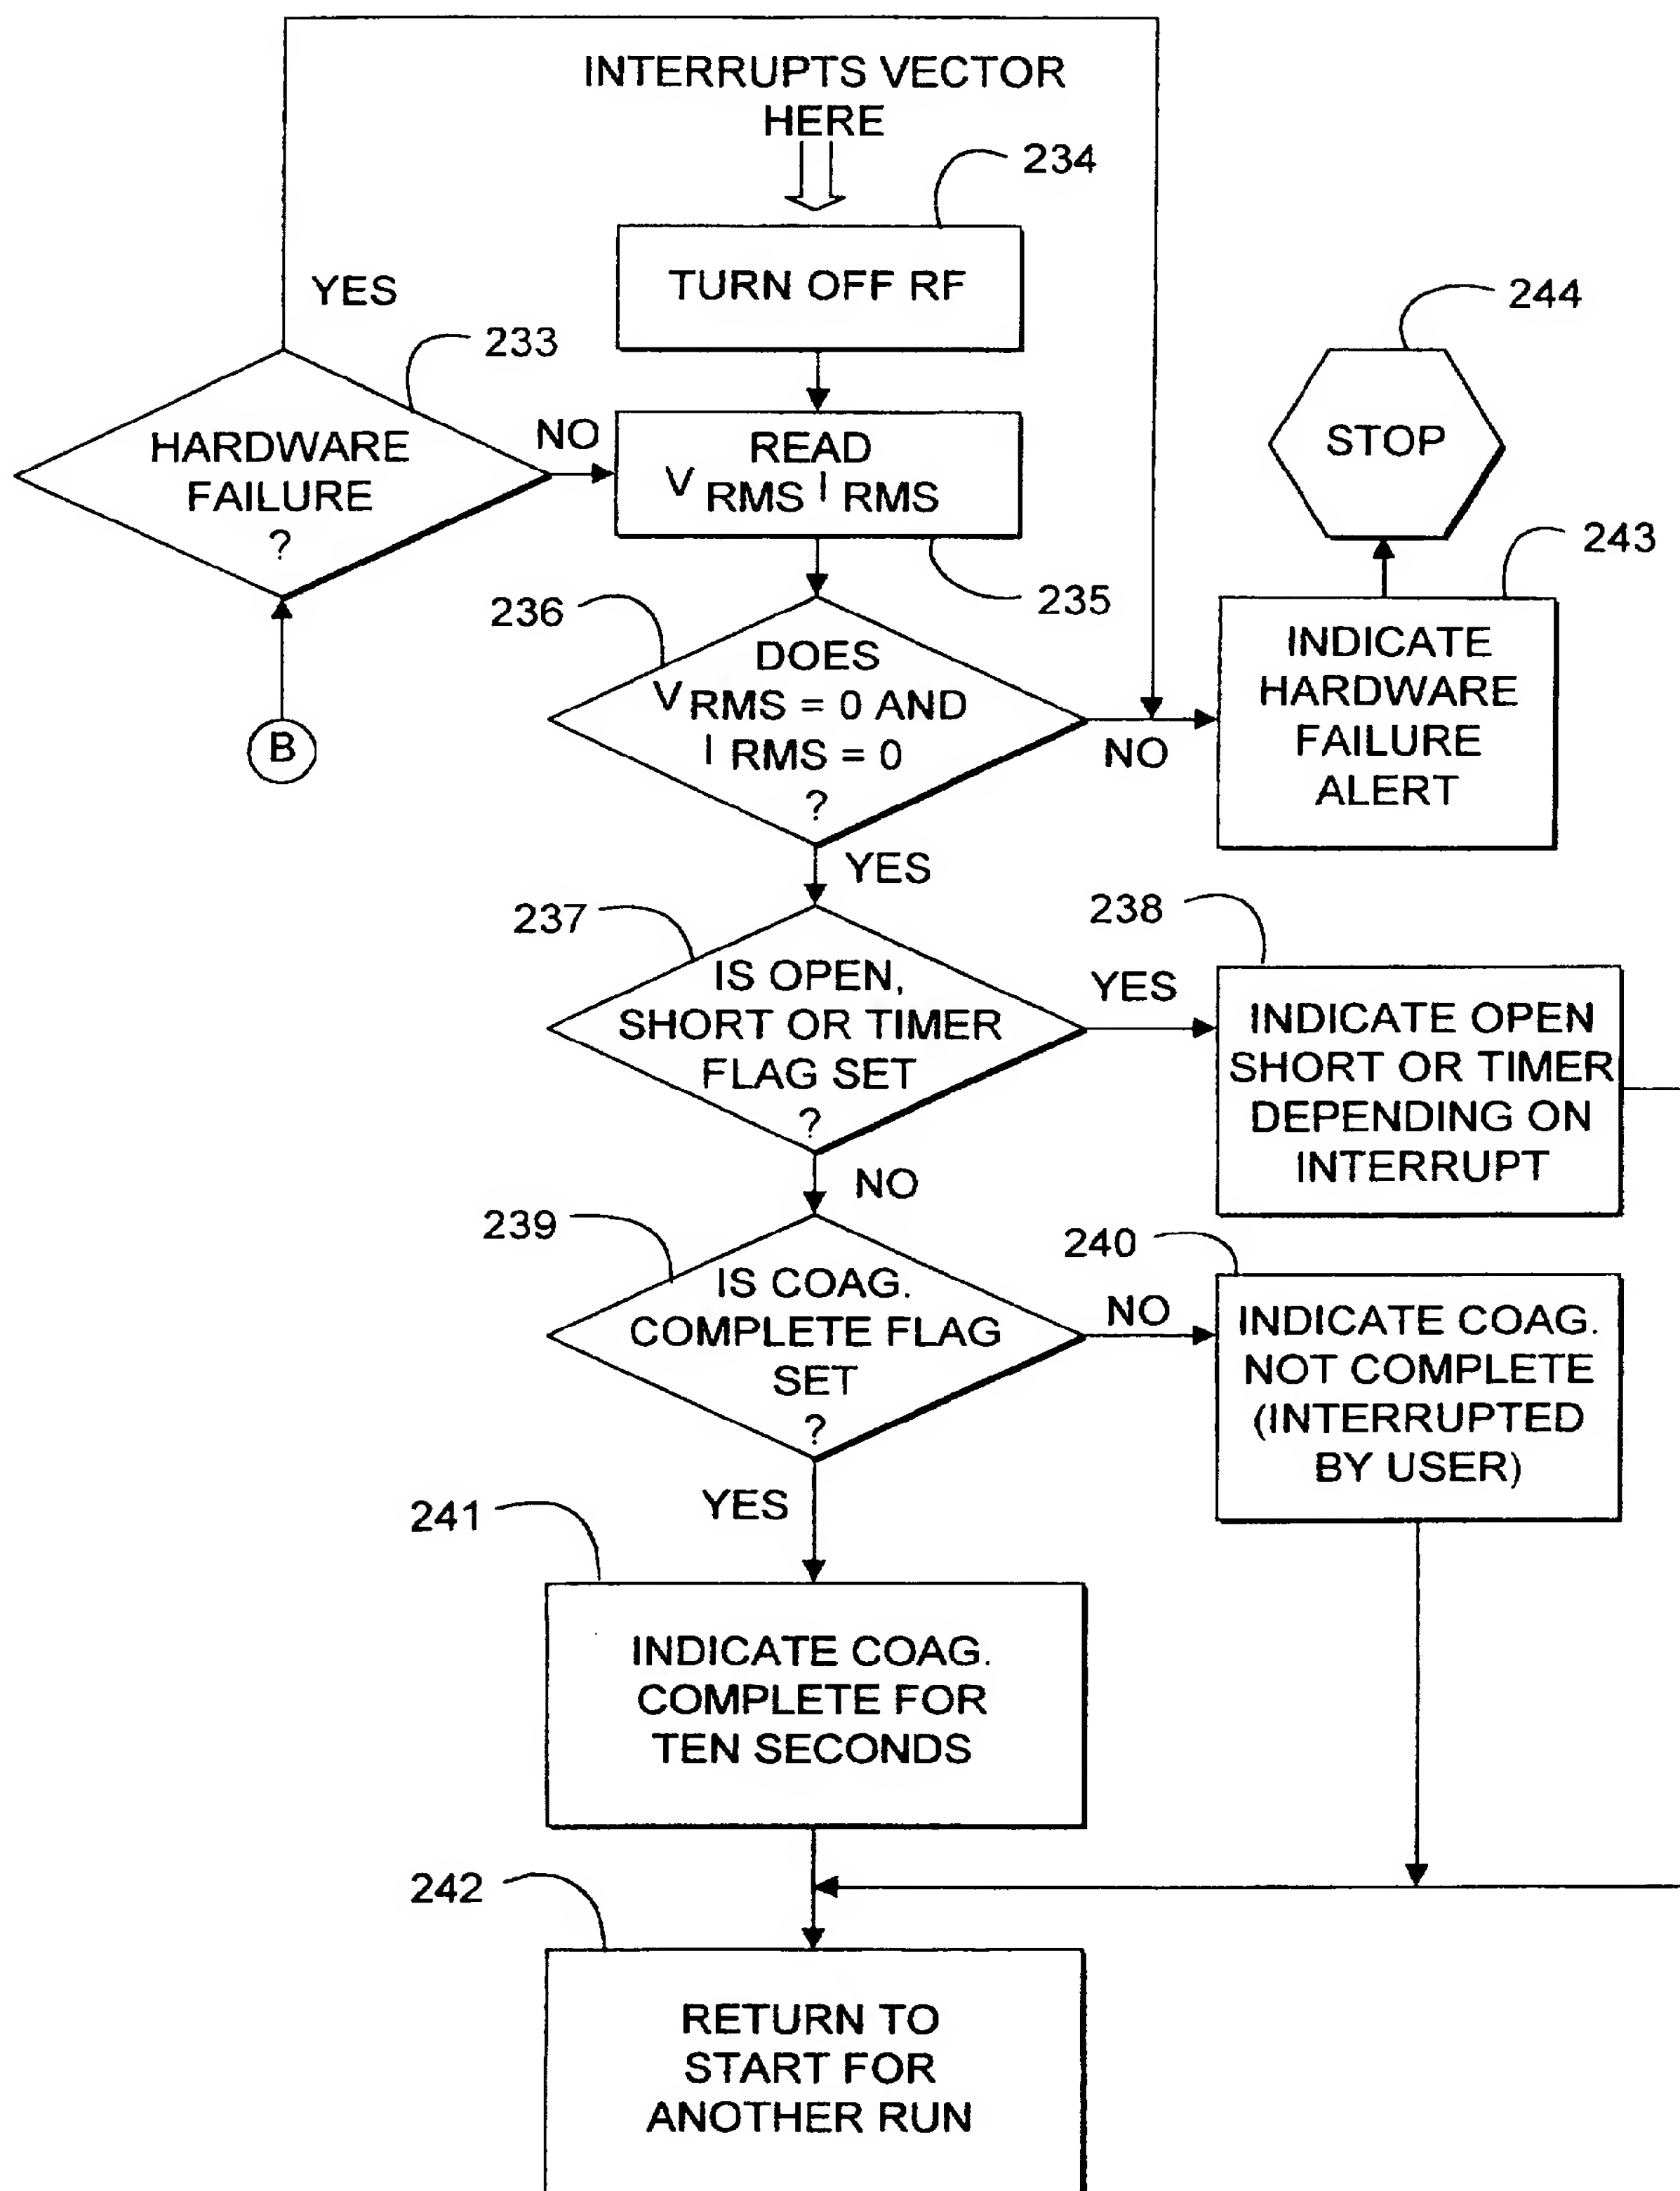 INTERRUPTS VECTOR
HERE
234
TURN OFF RF
YES
233
HARDWARE
FAILURE
?
NO
READ
V RMS I RMS
235
244
STOP
243
INDICATE
HARDWARE
FAILURE
ALERT
236
DOES
V RMS = 0 AND
I RMS = 0
?
NO
B
YES
237
IS OPEN,
SHORT OR TIMER
FLAG SET
?
YES
238
INDICATE OPEN
SHORT OR TIMER
DEPENDING ON
INTERRUPT
NO
239
IS COAG.
COMPLETE FLAG
SET
?
NO
240
INDICATE COAG.
NOT COMPLETE
(INTERRUPTED
BY USER)
YES
241
INDICATE COAG.
COMPLETE FOR
TEN SECONDS
242
RETURN TO
START FOR
ANOTHER RUN